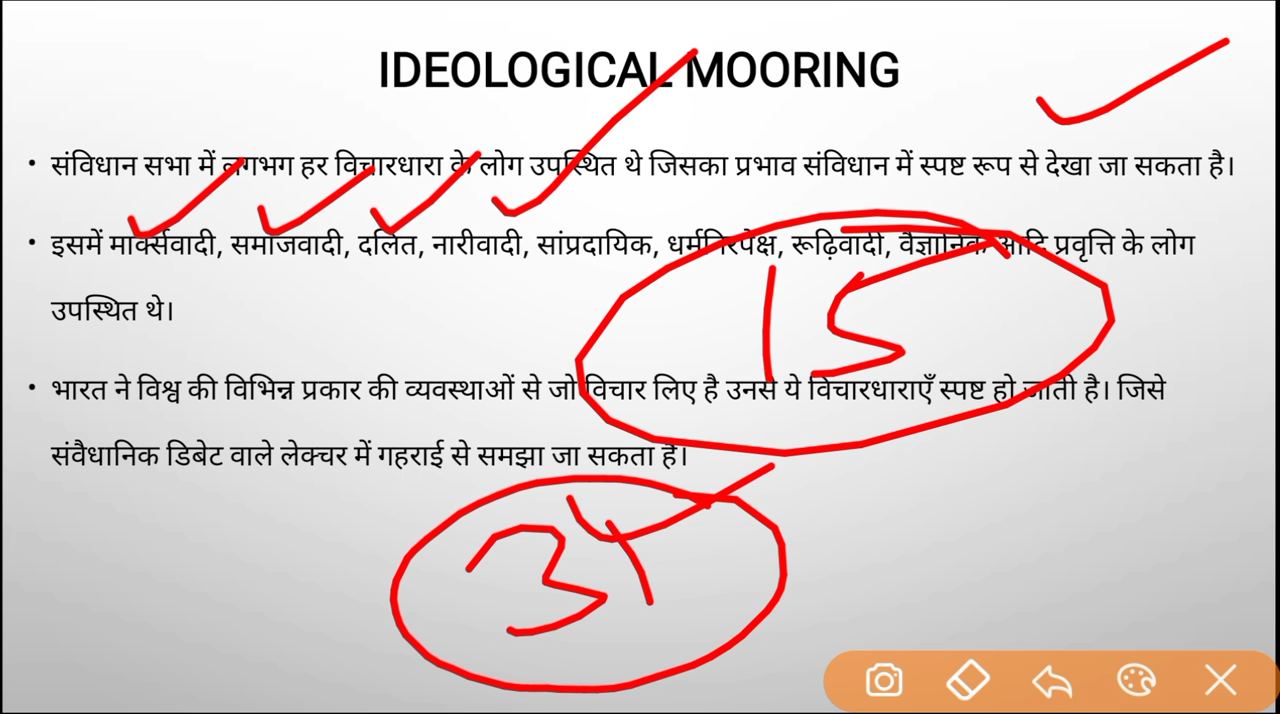 IDEOLOGICAL MOORING
• संविधान सभा में लगभग हर विचारधारा के लोग उपस्थित थे जिसका प्रभाव संविधान में स्पष्ट रूप से देखा जा सकता है।
• इसमें मार्क्सवादी, समाजवादी, दलित, नारीवादी, सांप्रदायिक, धर्मनिरपेक्ष, रूढ़िवादी, वैज्ञानिक आदि प्रवृत्ति के लोग
उपस्थित थे।
15
• भारत ने विश्व की विभिन्न प्रकार की व्यवस्थाओं से जो विचार लिए है उनसे ये विचारधाराएँ स्पष्ट हो जाती है। जिसे
संवैधानिक डिबेट वाले लेक्चर में गहराई से समझा जा सकता है।
34